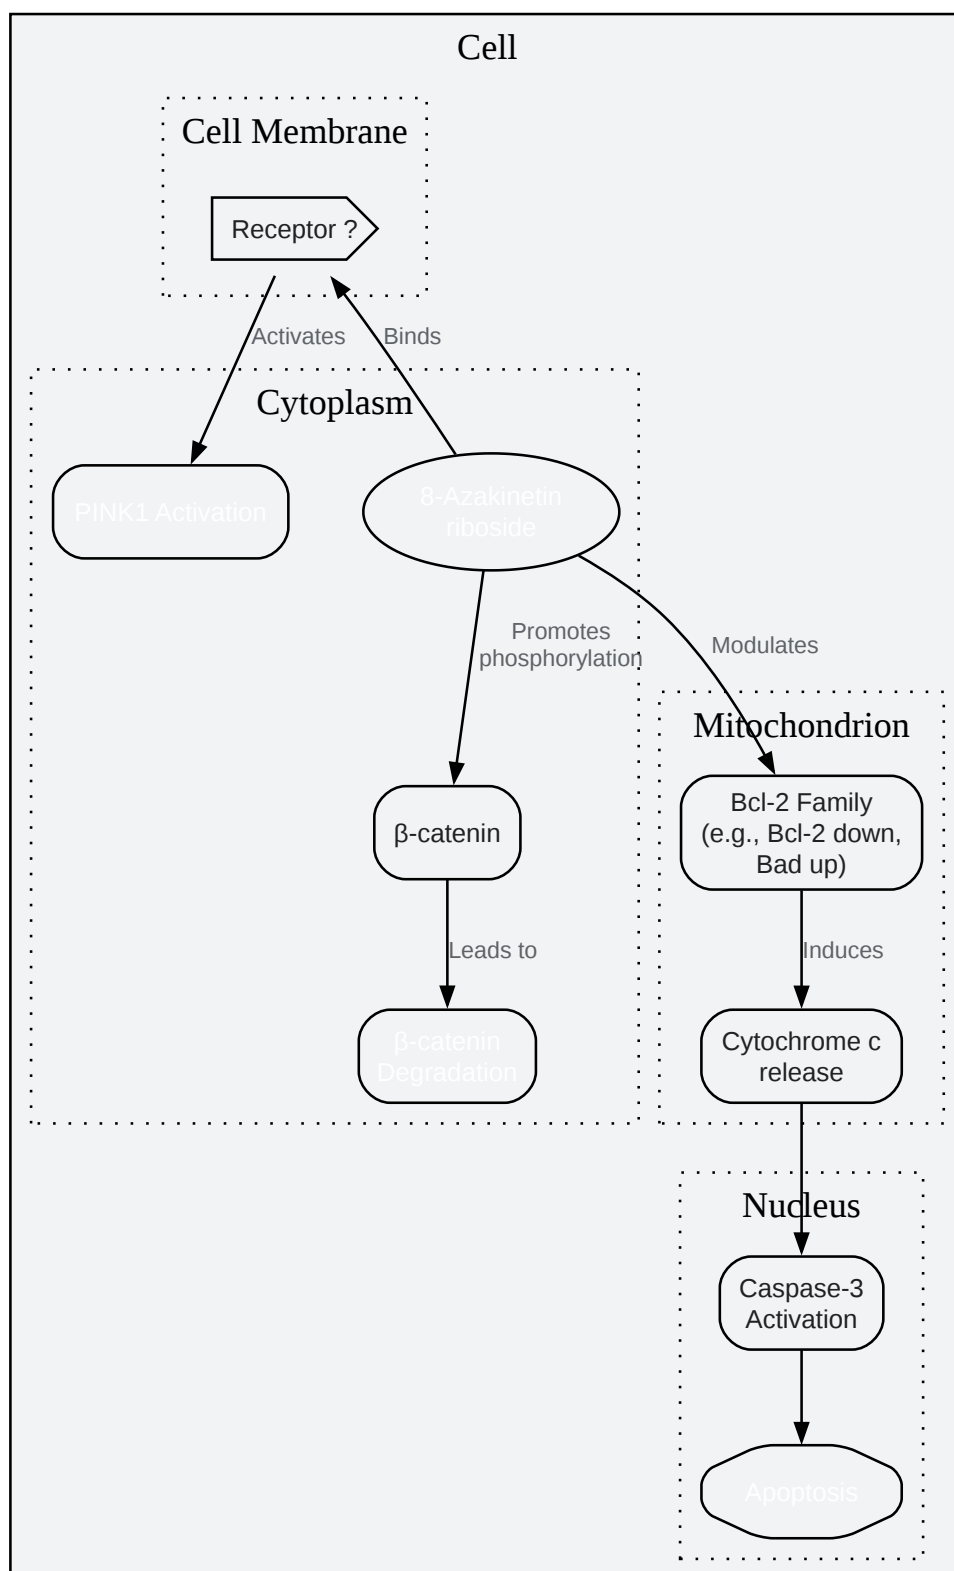 Cell
Cell Membrane
Receptor ?
Activates
Binds
Cytoplasm
PINK1 Activation
8-Azakinetin
riboside
Promotes
phosphorylation
Modulates
Mitochondrion
Bcl-2 Family
(e.g., Bcl-2 down,
Bad up)
β-catenin
Leads to
Induces
β-catenin
Degradation
Cytochrome c
release
Nucleus
Caspase-3
Activation
Apoptosis